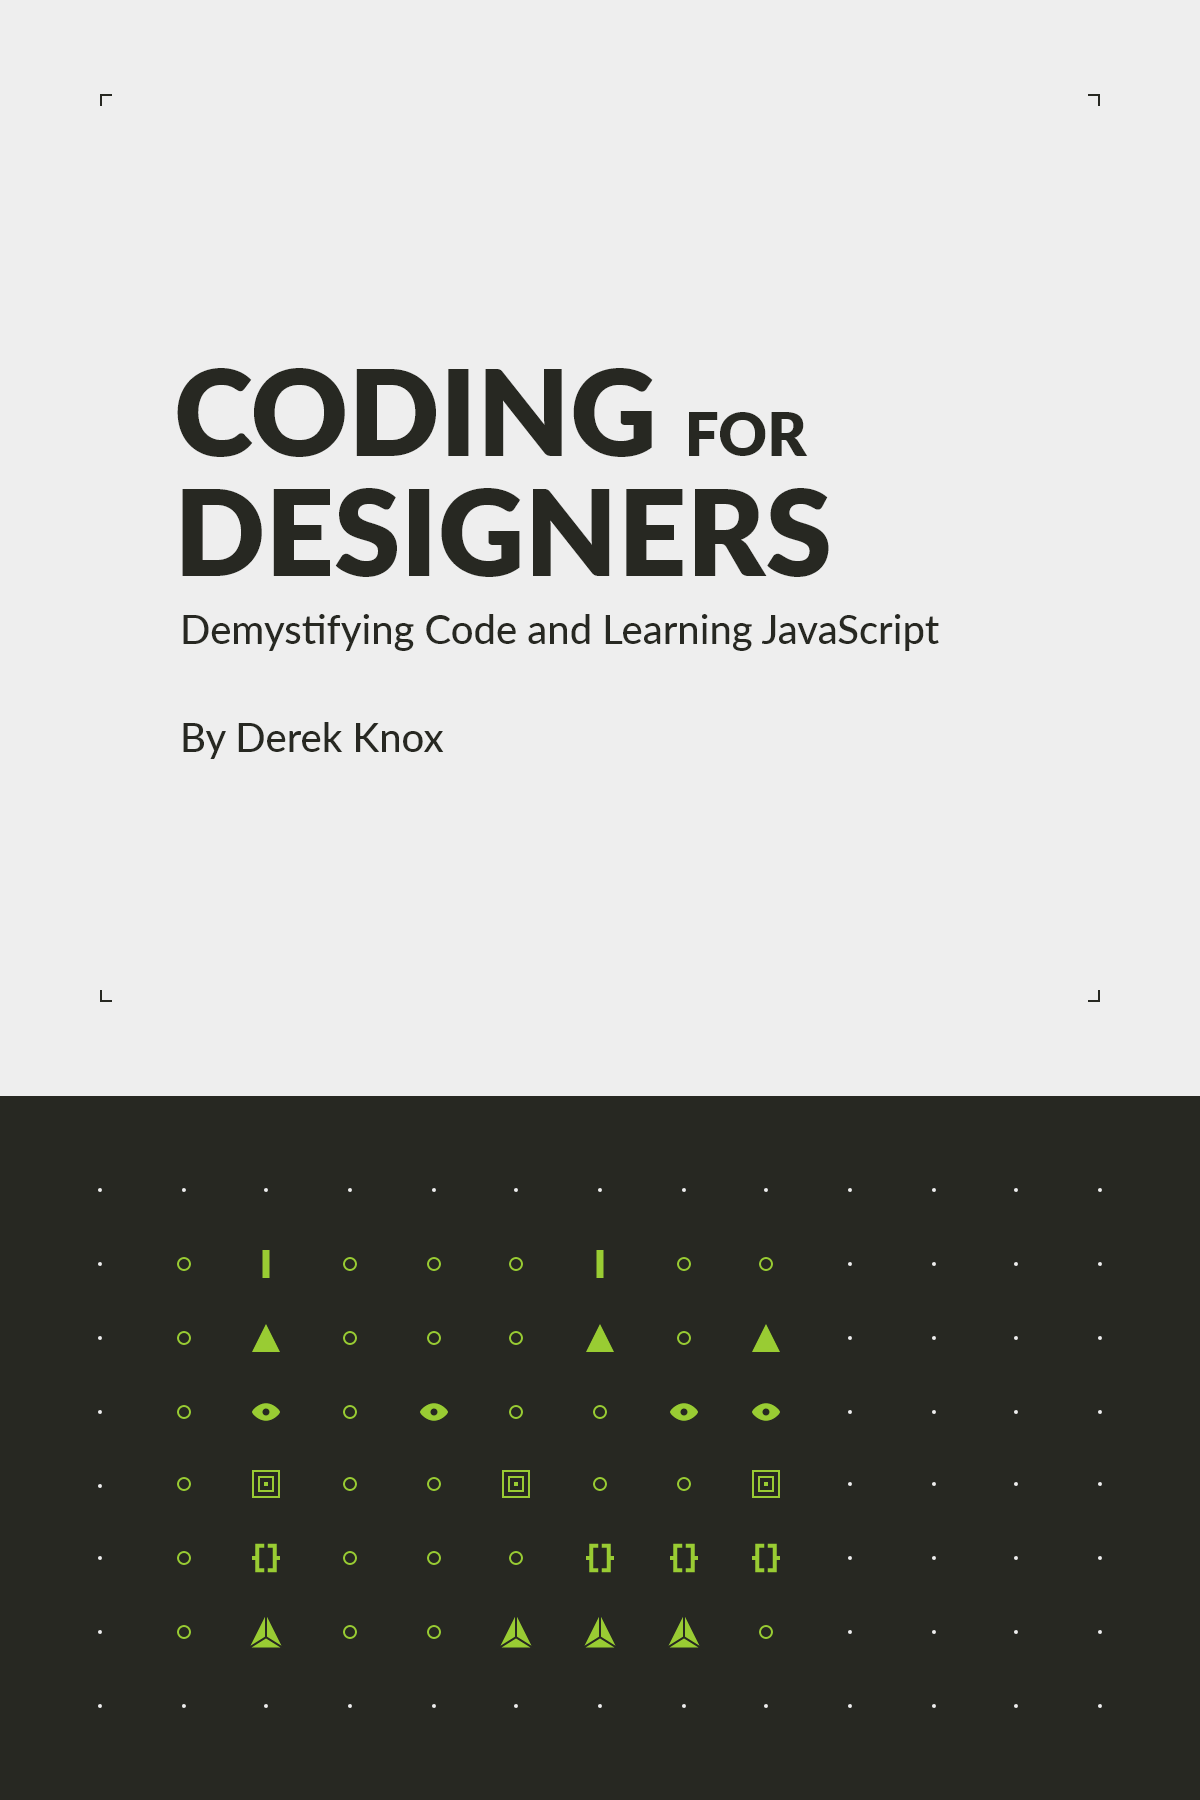 CODING FOR
DESIGNERS
Demystifying Code and Learning JavaScript
By Derek Knox